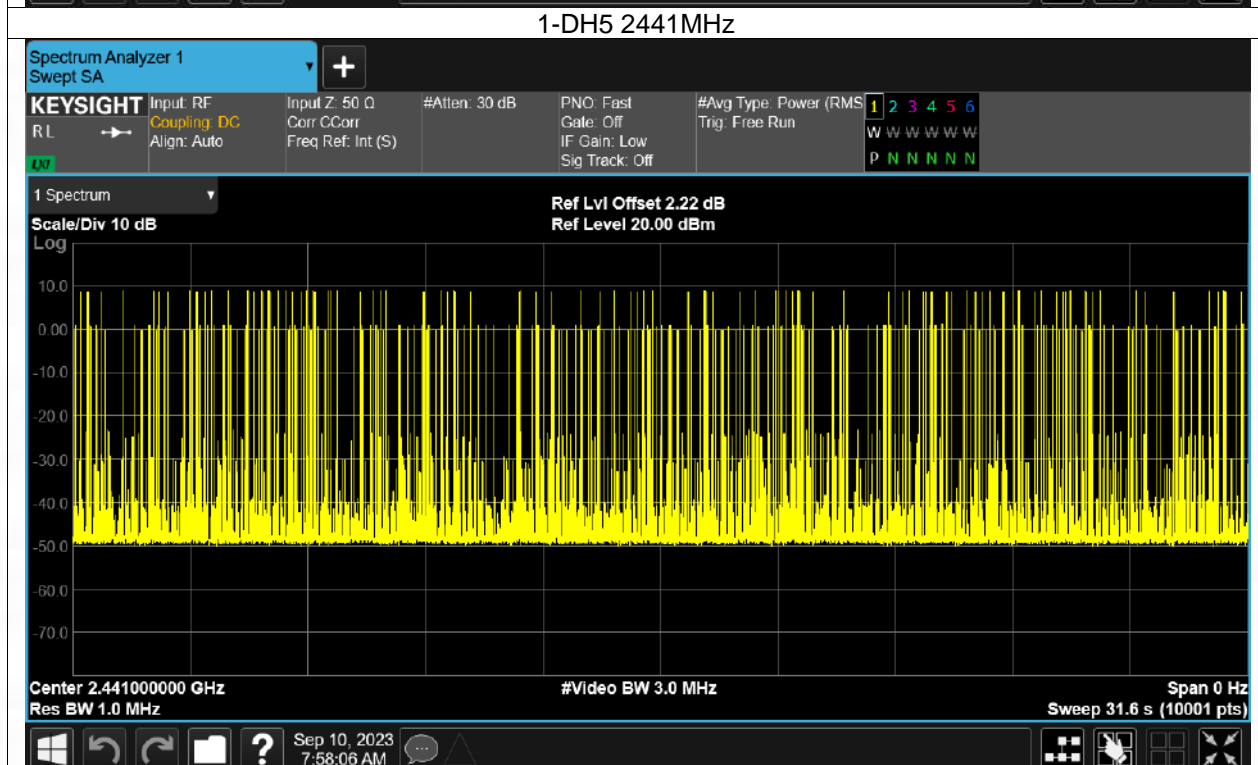 1-DH5 2441MHz
Spectrum Analyzer 1
Swept SA
+
KEYSIGHT
RL
LXI
Input: RF
Coupling: DC
Align: Auto
Input Z: 50 Ω
Corr CCorr
Freq Ref: Int (S)
#Atten: 30 dB
PNO: Fast
Gate: Off
IF Gain: Low
Sig Track: Off
#Avg Type: Power (RMS
Trig: Free Run
1 2 3 4 5 6
W W W W W W
P N N N N N
1 Spectrum
Scale/Div 10 dB
Log
Ref Lvl Offset 2.22 dB
Ref Level 20.00 dBm
10.0
0.00
-10.0
-20.0
-30.0
-40.0
-50.0
-60.0
-70.0
Center 2.441000000 GHz
#Video BW 3.0 MHz
Span 0 Hz
Res BW 1.0 MHz
Sweep 31.6 s (10001 pts)
?
Sep 10, 2023
7:58:06 AM